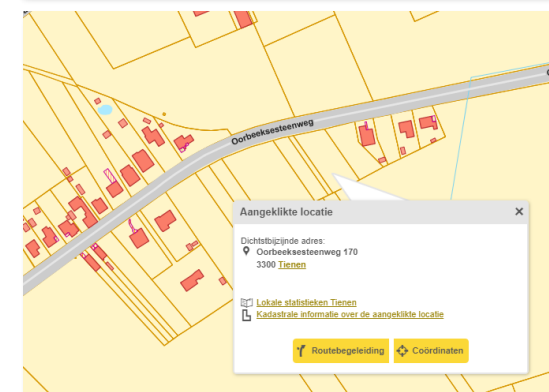 Oorbeeksesteenweg
Aangeklikte locatie
Dichtstbijzijnde adres:
Oorbeeksesteenweg 170
3300 Tienen
Lokale statistieken Tienen
Kadastrale informatie over de aangeklikte locatie
Routebegeleiding
Coördinaten